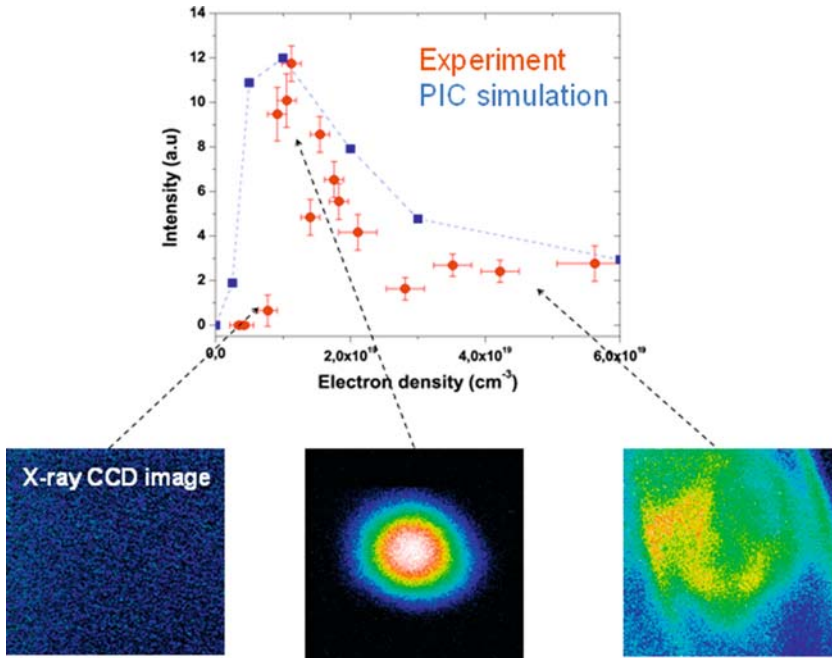 14
12
10
8
6
4
2
0
Intensity (a.u)
Experiment
PIC simulation
0,0
2,0x10¹⁹
4,0x10¹⁹
6,0x10¹⁹
Electron density (cm⁻³)
X-ray CCD image